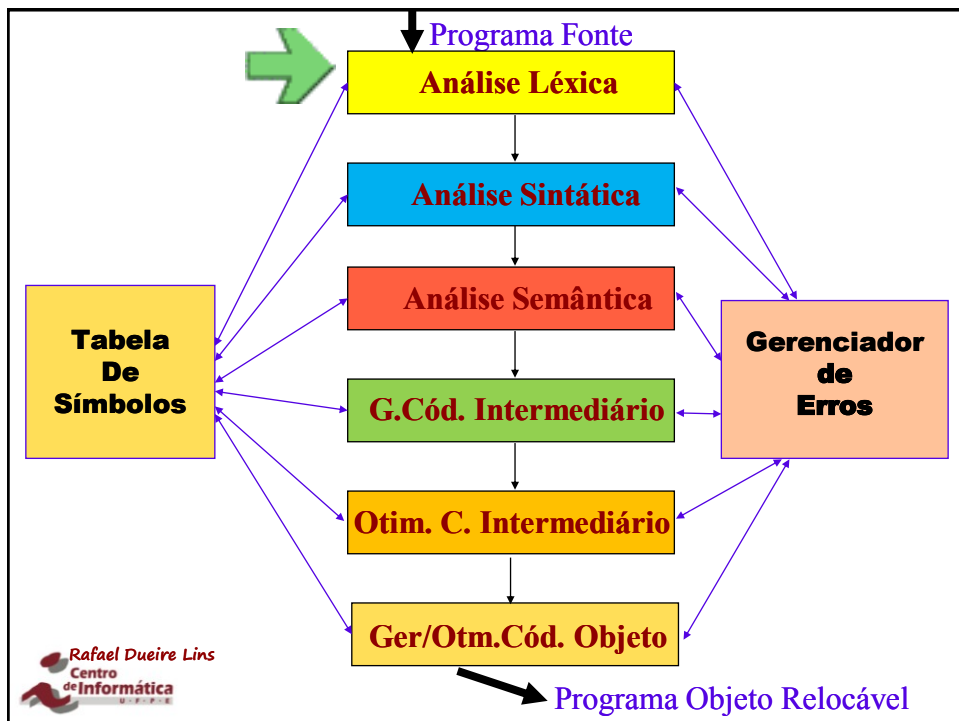 Programa Fonte
Análise Léxica
Análise Sintática
Análise Semântica
Tabela
De
Símbolos
Gerenciador
de
Erros
G.Cód. Intermediário
Otim. C. Intermediário
Ger/Otm.Cód. Objeto
Rafael Dueire Lins
Centro
de Informática
U · F · P · E
Programa Objeto Relocável